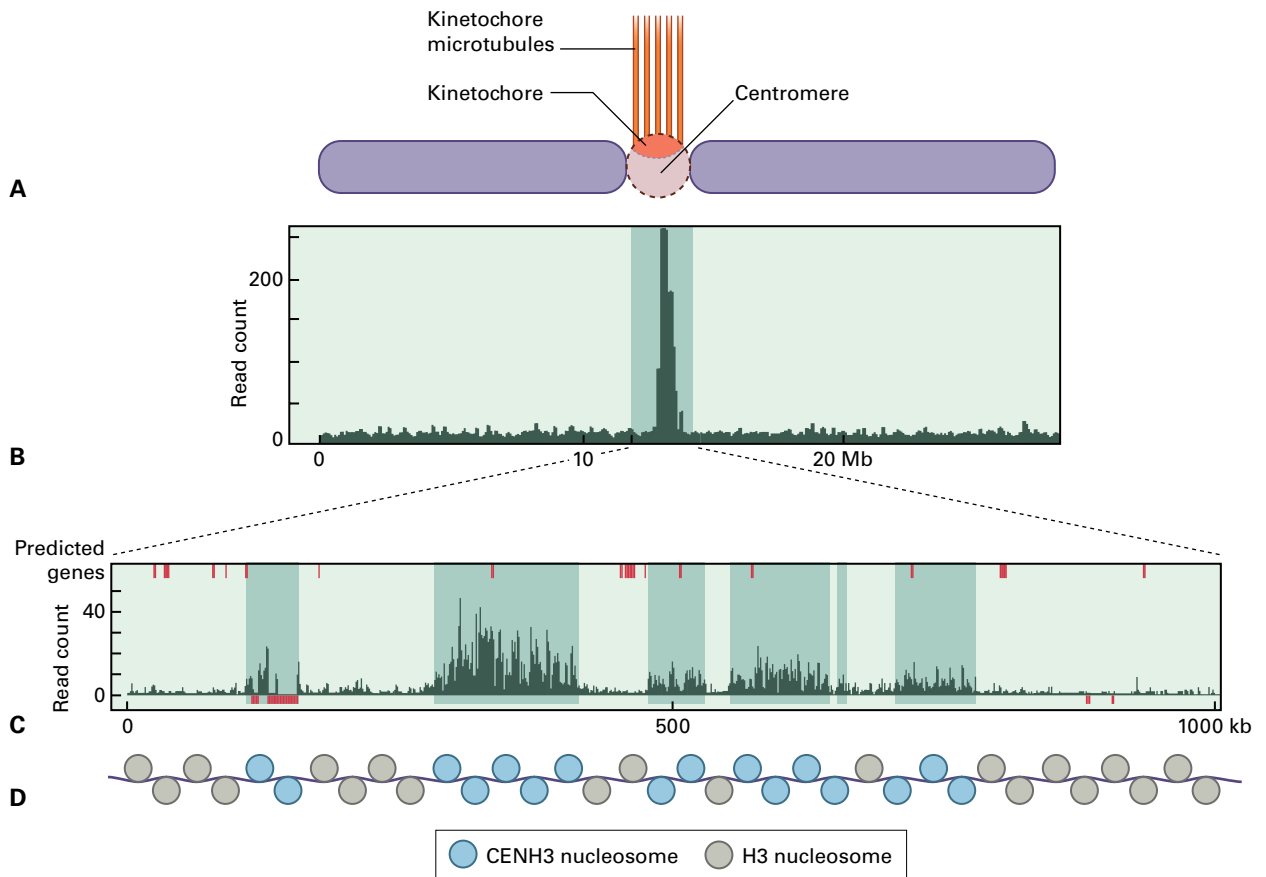 Kinetochore
microtubules
Kinetochore
Centromere
A
Read count
200
0
B
0
10
20 Mb
Predicted
genes
Read count
40
0
C
0
500
1000 kb
D
CENH3 nucleosome
H3 nucleosome